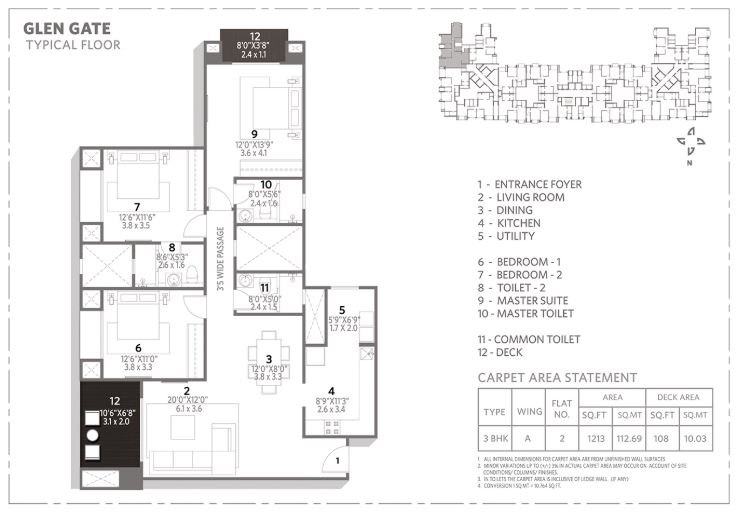 GLEN GATE
TYPICAL FLOOR
12
8'0"X3'8"
2.4 x 1.1
9
12'0"X13'9"
3.6 x 4.1
10
8'0"X5'6"
2.4 x 1.6
7
12'6"X11'6"
3.8 x 3.5
8
8'6"X5'3"
2.6 x 1.6
3'5 WIDE PASSAGE
11
8'0"X5'0"
2.4 x 1.5
5
5'9"X6'9"
1.7 X 2.0
6
12'6"X11'0"
3.8 x 3.3
3
12'0"X8'0"
3.8 x 3.3
4
8'9"X11'3"
2.6 x 3.4
12
10'6"X6'8"
3.1 x 2.0
2
20'0"X12'0"
6.1 x 3.6
1
N
1 - ENTRANCE FOYER
2 - LIVING ROOM
3 - DINING
4 - KITCHEN
5 - UTILITY
6 - BEDROOM - 1
7 - BEDROOM - 2
8 - TOILET - 2
9 - MASTER SUITE
10 - MASTER TOILET
11 - COMMON TOILET
12 - DECK
CARPET AREA STATEMENT
TYPE WING FLAT NO. AREA DECK AREA
SQ.FT SQ.MT SQ.FT SQ.MT
3 BHK A 2 1213 112.69 108 10.03
1 ALL INTERNAL DIMENSIONS FOR CARPET AREA ARE FROM UNFINISHED WALL SURFACES
2. MINOR VARIATIONS UP TO (+/-) 3% IN ACTUAL CARPET AREA MAY OCCUR ON ACCOUNT OF SITE
CONDITIONS/ COLUMNS/ FINISHES.
3. IN TO LETS THE CARPET AREA IS INCLUSIVE OF LEDGE WALL. (IF ANY)
4 CONVERSION 1 SQ.MT = 10.764 SQ.FT.